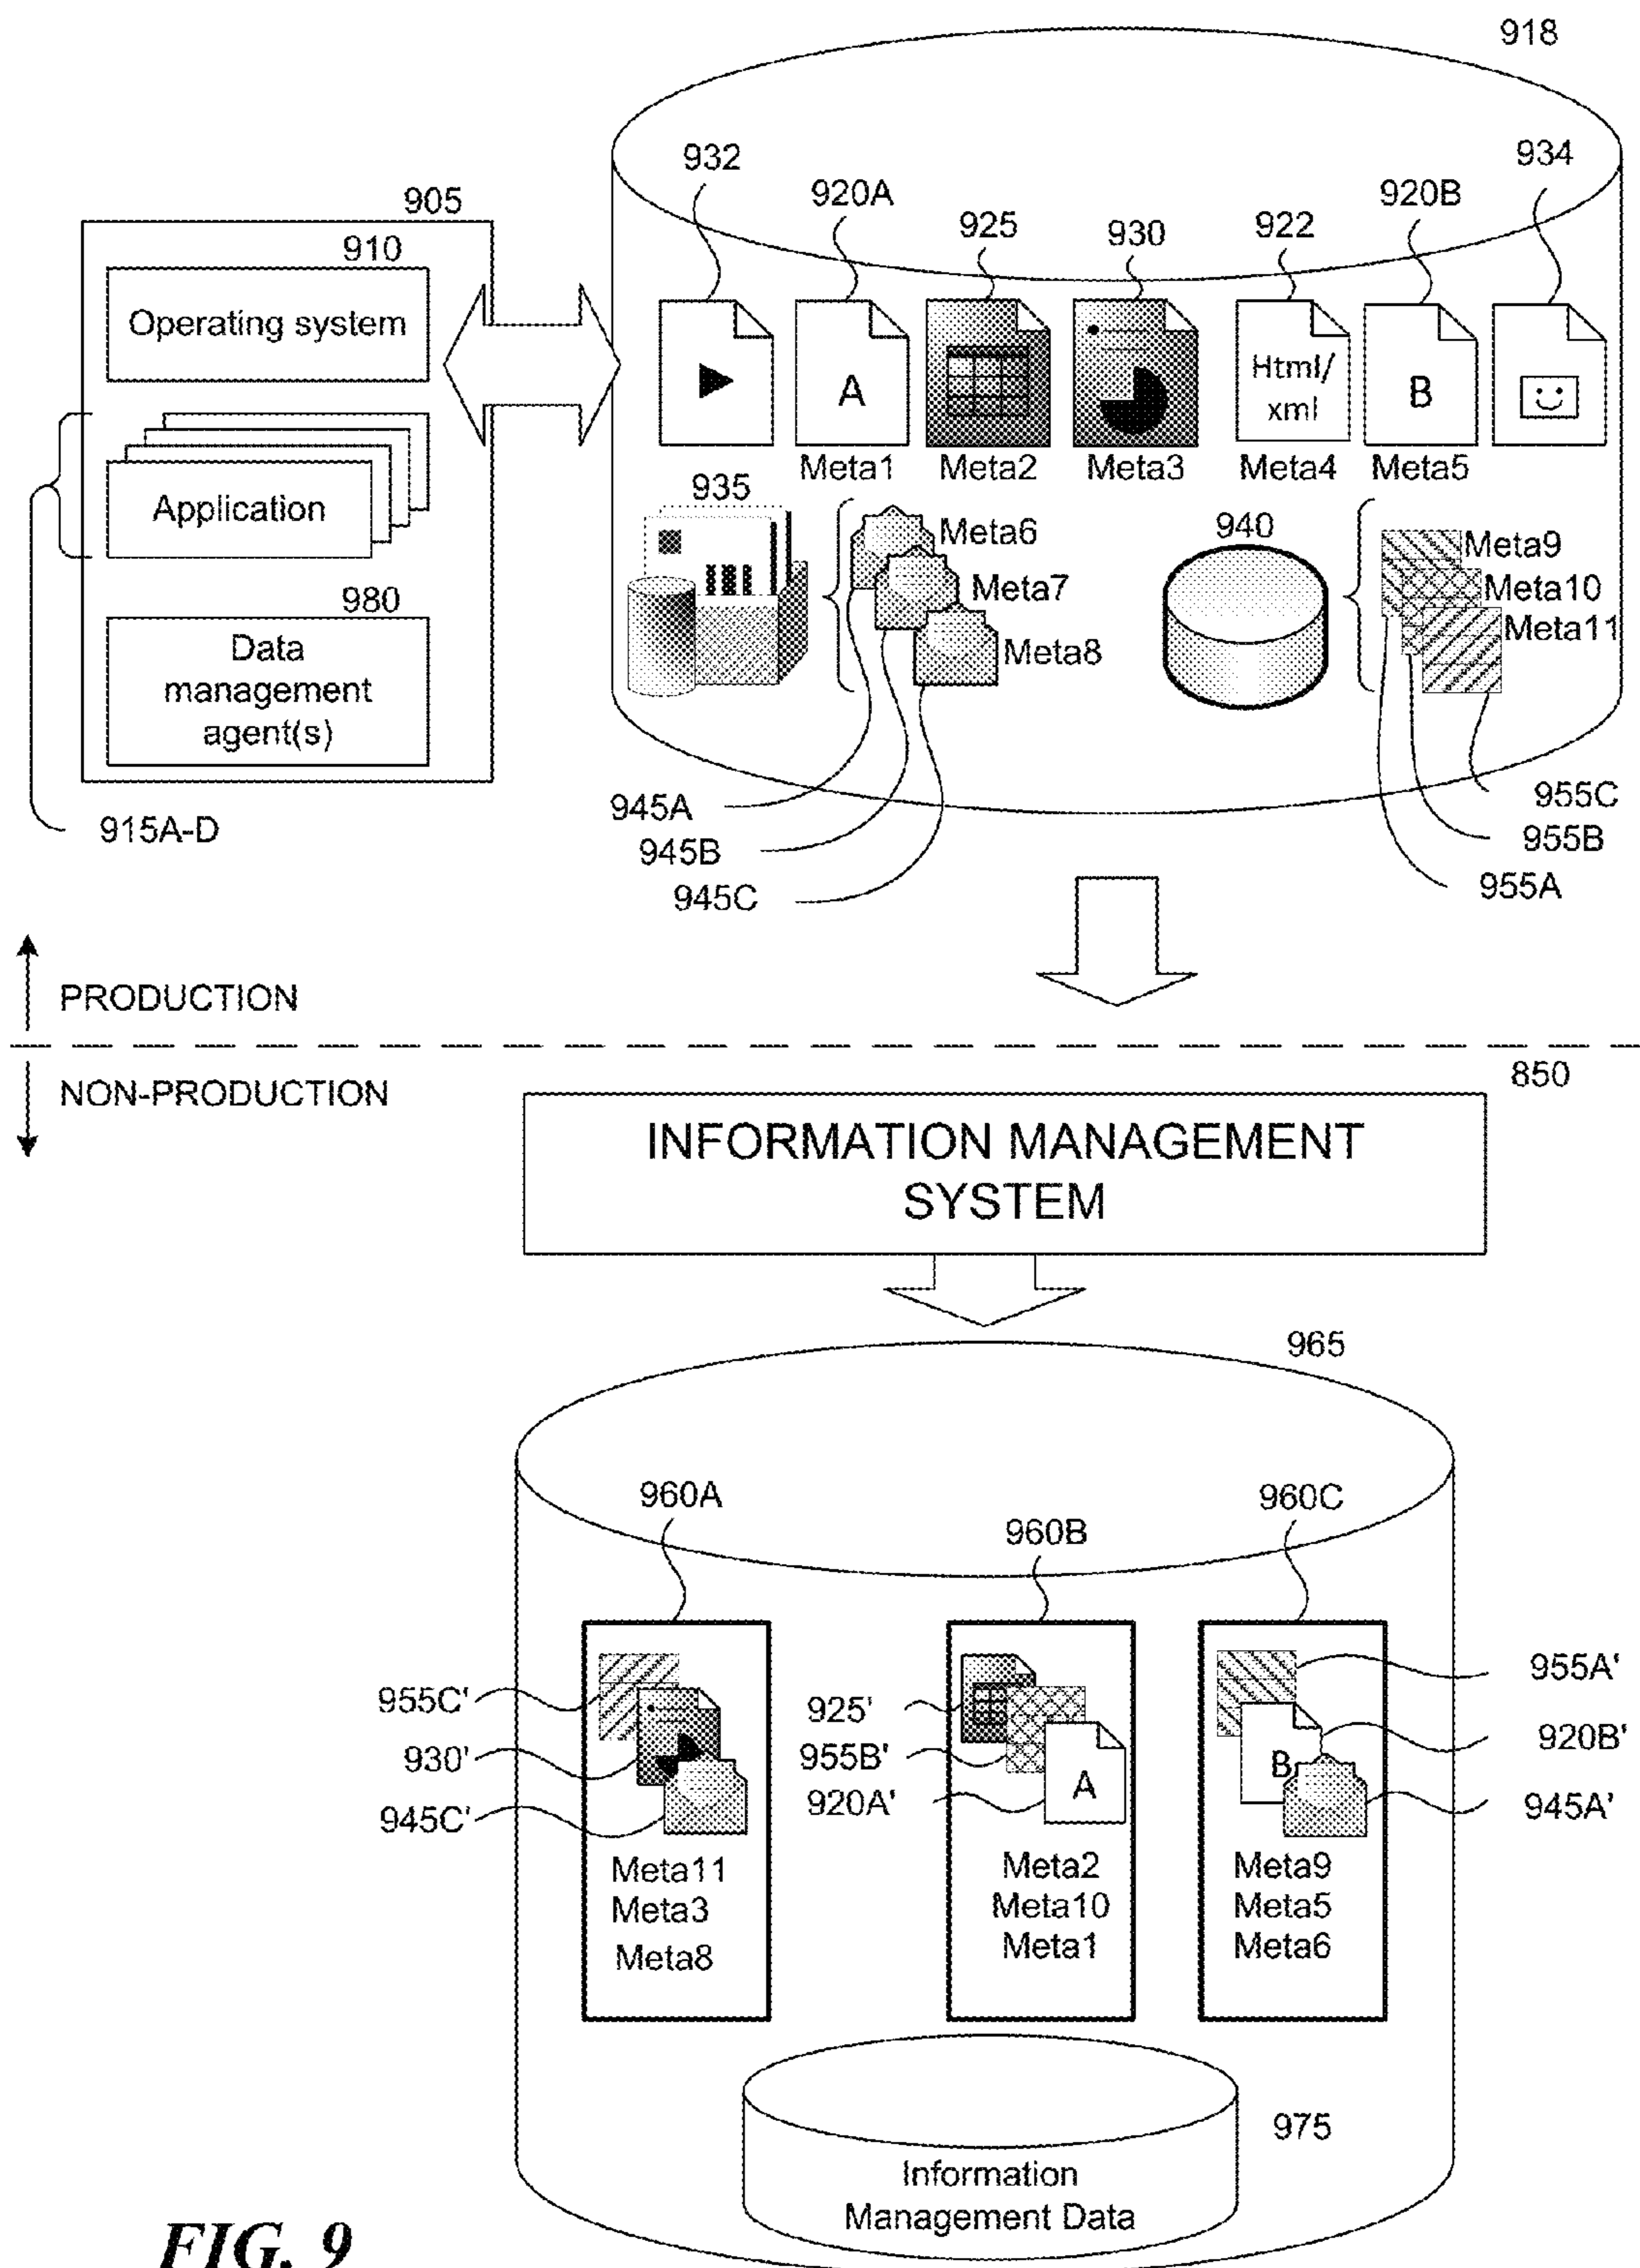 918
932
934
920A
920B
905
925
930
922
910
Operating system
A
Html/
xml
B
Meta1
Meta2
Meta3
Meta4
Meta5
Application
935
Meta6
940
Meta9
Meta7
Meta10
980
Meta11
Data
management
agent(s)
Meta8
945A
955C
915A-D
945B
955B
945C
955A
PRODUCTION
NON-PRODUCTION
850
INFORMATION MANAGEMENT
SYSTEM
965
960A
960C
960B
955C'
925'
955A'
930'
955B'
B
920B'
945C'
920A'
A
945A'
Meta11
Meta3
Meta8
Meta2
Meta10
Meta1
Meta9
Meta5
Meta6
975
Information
Management Data
FIG. 9